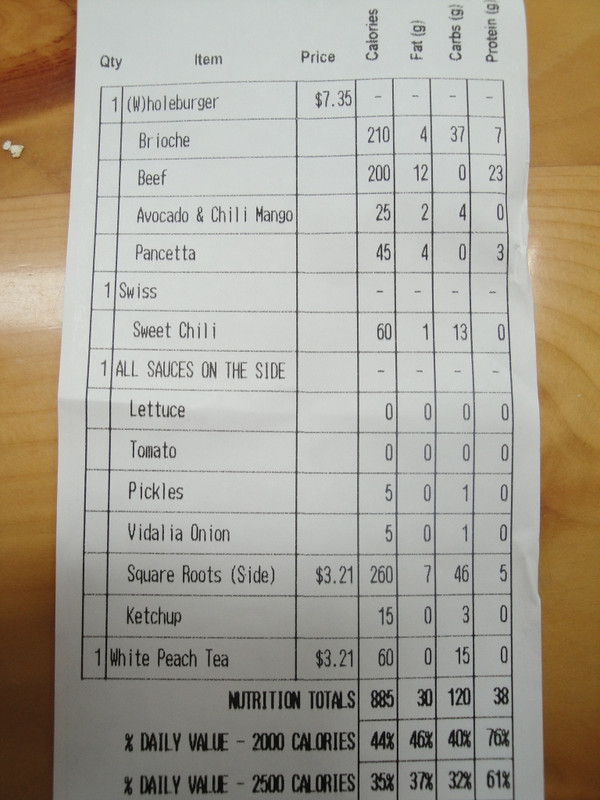 Qty Item Price Calories Fat (g) Carbs (g) Protein (g)
1 (W)holeburger $7.35 - - - -
Brioche 210 4 37 7
Beef 200 12 0 23
Avocado & Chili Mango 25 2 4 0
Pancetta 45 4 0 3
1 Swiss - - - -
Sweet Chili 60 1 13 0
1 ALL SAUCES ON THE SIDE - - - -
Lettuce 0 0 0 0
Tomato 0 0 0 0
Pickles 5 0 1 0
Vidalia Onion 5 0 1 0
Square Roots (Side) $3.21 260 7 46 5
Ketchup 15 0 3 0
1 White Peach Tea $3.21 60 0 15 0
NUTRITION TOTALS 885 30 120 38
% DAILY VALUE - 2000 CALORIES 44% 46% 40% 76%
% DAILY VALUE - 2500 CALORIES 35% 37% 32% 61%